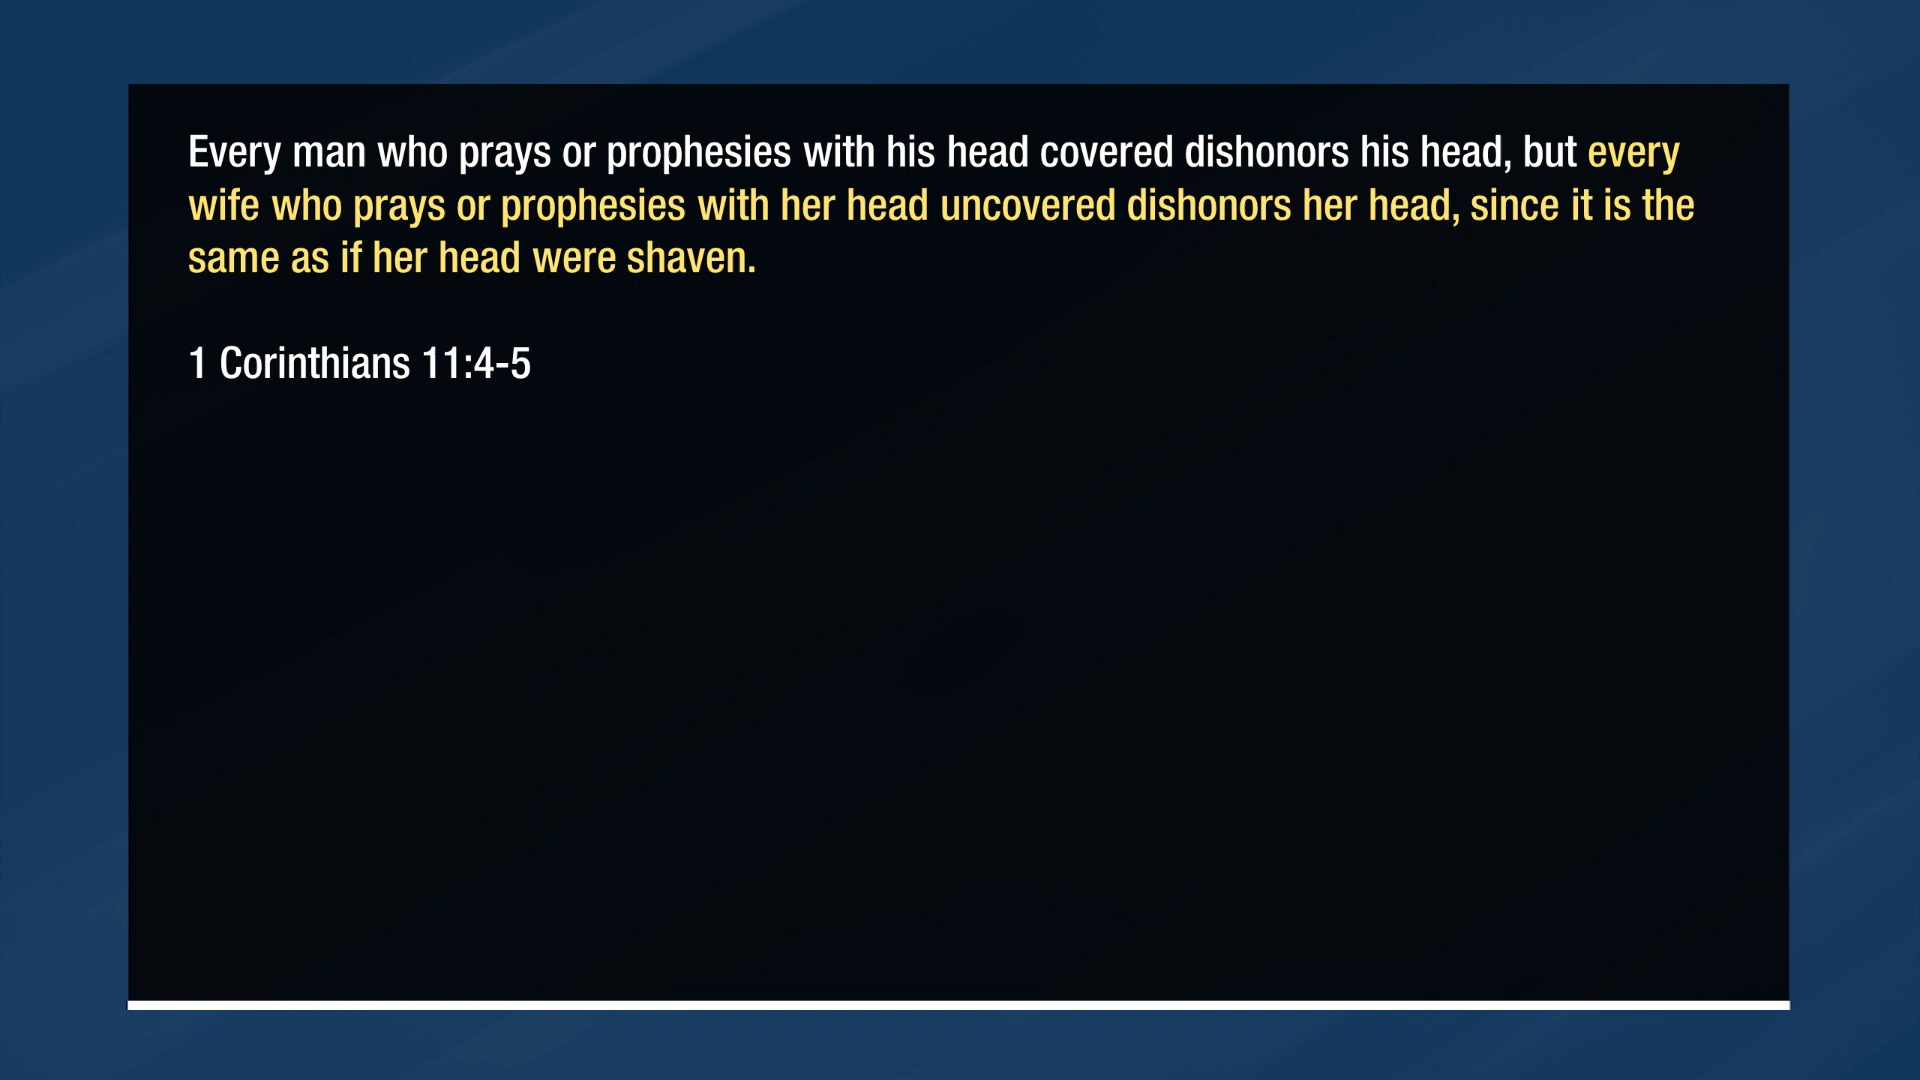 Every man who prays or prophesies with his head covered dishonors his head, but every
wife who prays or prophesies with her head uncovered dishonors her head, since it is the
same as if her head were shaven.
1 Corinthians 11:4-5